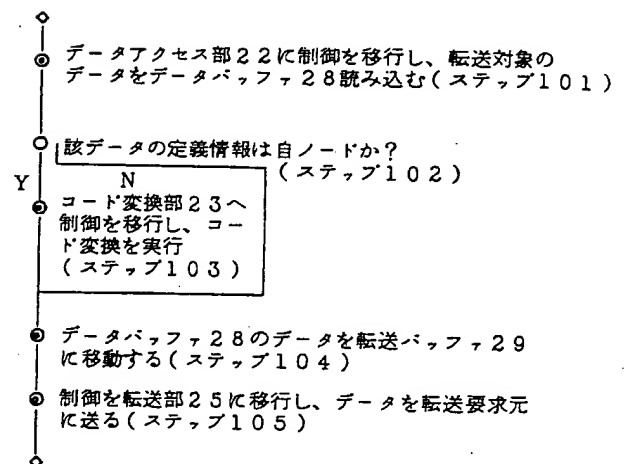 データアクセス部22に制御を移行し、転送対象の
データをデータバッファ28読み込む(ステップ101)
該データの定義情報は自ノードか?
(ステップ102)
Y
N
コード変換部23へ
制御を移行し、コー
ド変換を実行
(ステップ103)
データバッファ28のデータを転送バッファ29
に移動する(ステップ104)
制御を転送部25に移行し、データを転送要求元
に送る(ステップ105)